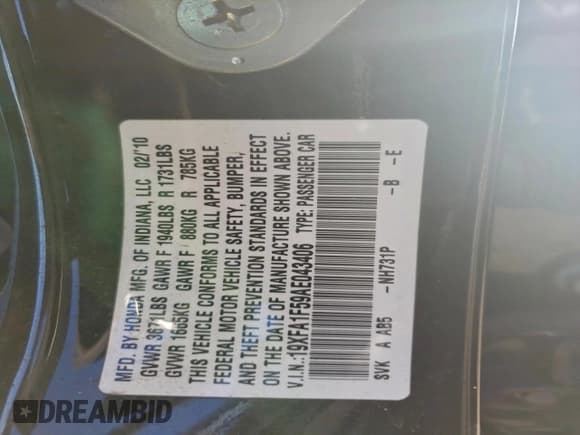 MFD. BY HONDA MFG. OF INDIANA, LLC 02/'10
GVWR 3671LBS GAWR F 1940LBS R 1731LBS
GVWR 1665KG GAWR F 880KG R 785KG
THIS VEHICLE CONFORMS TO ALL APPLICABLE
FEDERAL MOTOR VEHICLE SAFETY, BUMPER,
AND THEFT PREVENTION STANDARDS IN EFFECT
ON THE DATE OF MANUFACTURE SHOWN ABOVE.
V.I.N.:19XFA1F59AE043406 TYPE: PASSENGER CAR
SVK A AB5 -NH731P -B -E
DREAMBID